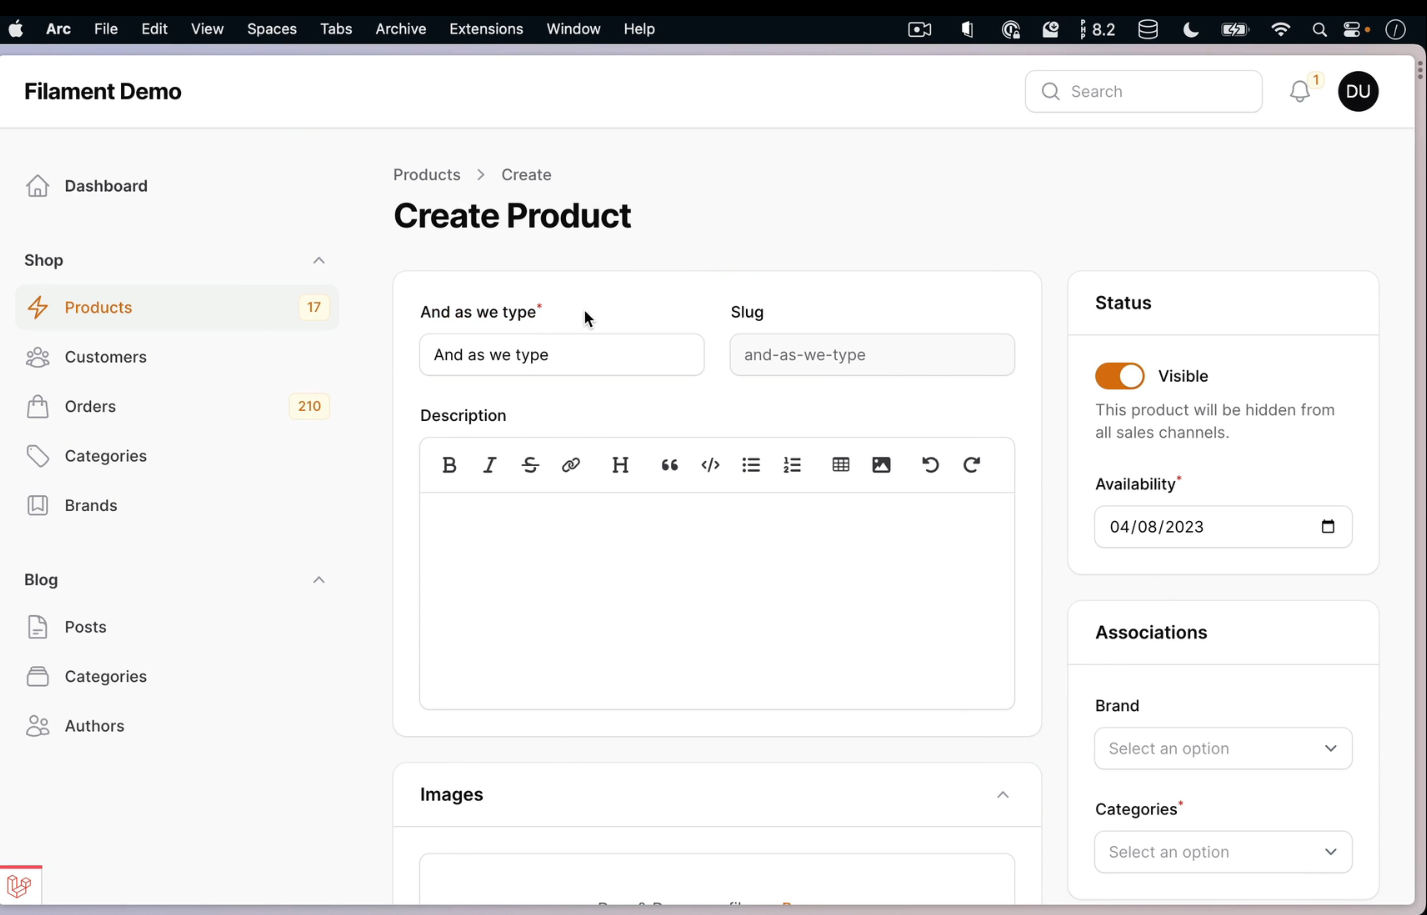 Arc File Edit View Spaces Tabs Archive Extensions Window Help
PHP 8.2
Filament Demo
Search
1
DU
Dashboard
Shop
Products 17
Customers
Orders 210
Categories
Brands
Blog
Posts
Categories
Authors
Products > Create
Create Product
And as we type*
And as we type
Slug
and-as-we-type
Description
B I S H
Images
Status
Visible
This product will be hidden from
all sales channels.
Availability*
04/08/2023
Associations
Brand
Select an option
Categories*
Select an option